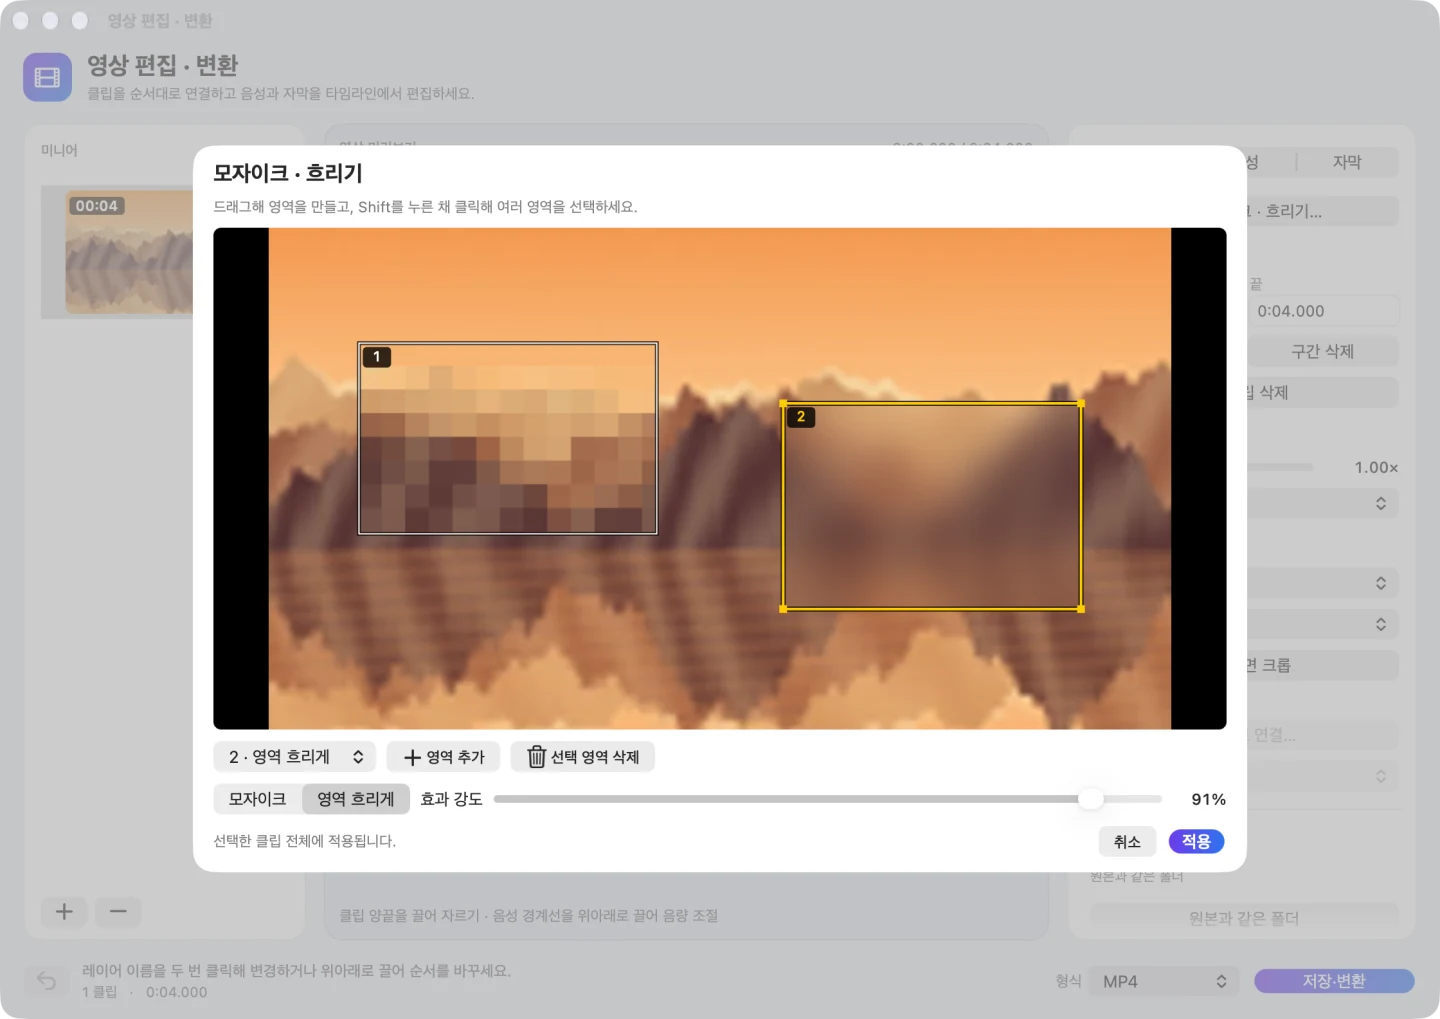 영상 편집 · 변환
영상 편집 · 변환
클립을 순서대로 연결하고 음성과 자막을 타임라인에서 편집하세요.
미디어
00:04
모자이크 · 흐리기
드래그해 영역을 만들고, Shift를 누른 채 클릭해 여러 영역을 선택하세요.
1
2
2 · 영역 흐리게
영역 추가
선택 영역 삭제
모자이크
영역 흐리게
효과 강도
91%
선택한 클립 전체에 적용됩니다.
취소
적용
자막
· 흐리기...
끝
0:04.000
구간 삭제
삭제
1.00×
크롭
연결...
원본과 같은 폴더
원본과 같은 폴더
클립 양끝을 끌어 자르기 · 음성 경계선을 위아래로 끌어 음량 조절
레이어 이름을 두 번 클릭해 변경하거나 위아래로 끌어 순서를 바꾸세요.
1 클립 · 0:04.000
형식
MP4
저장·변환